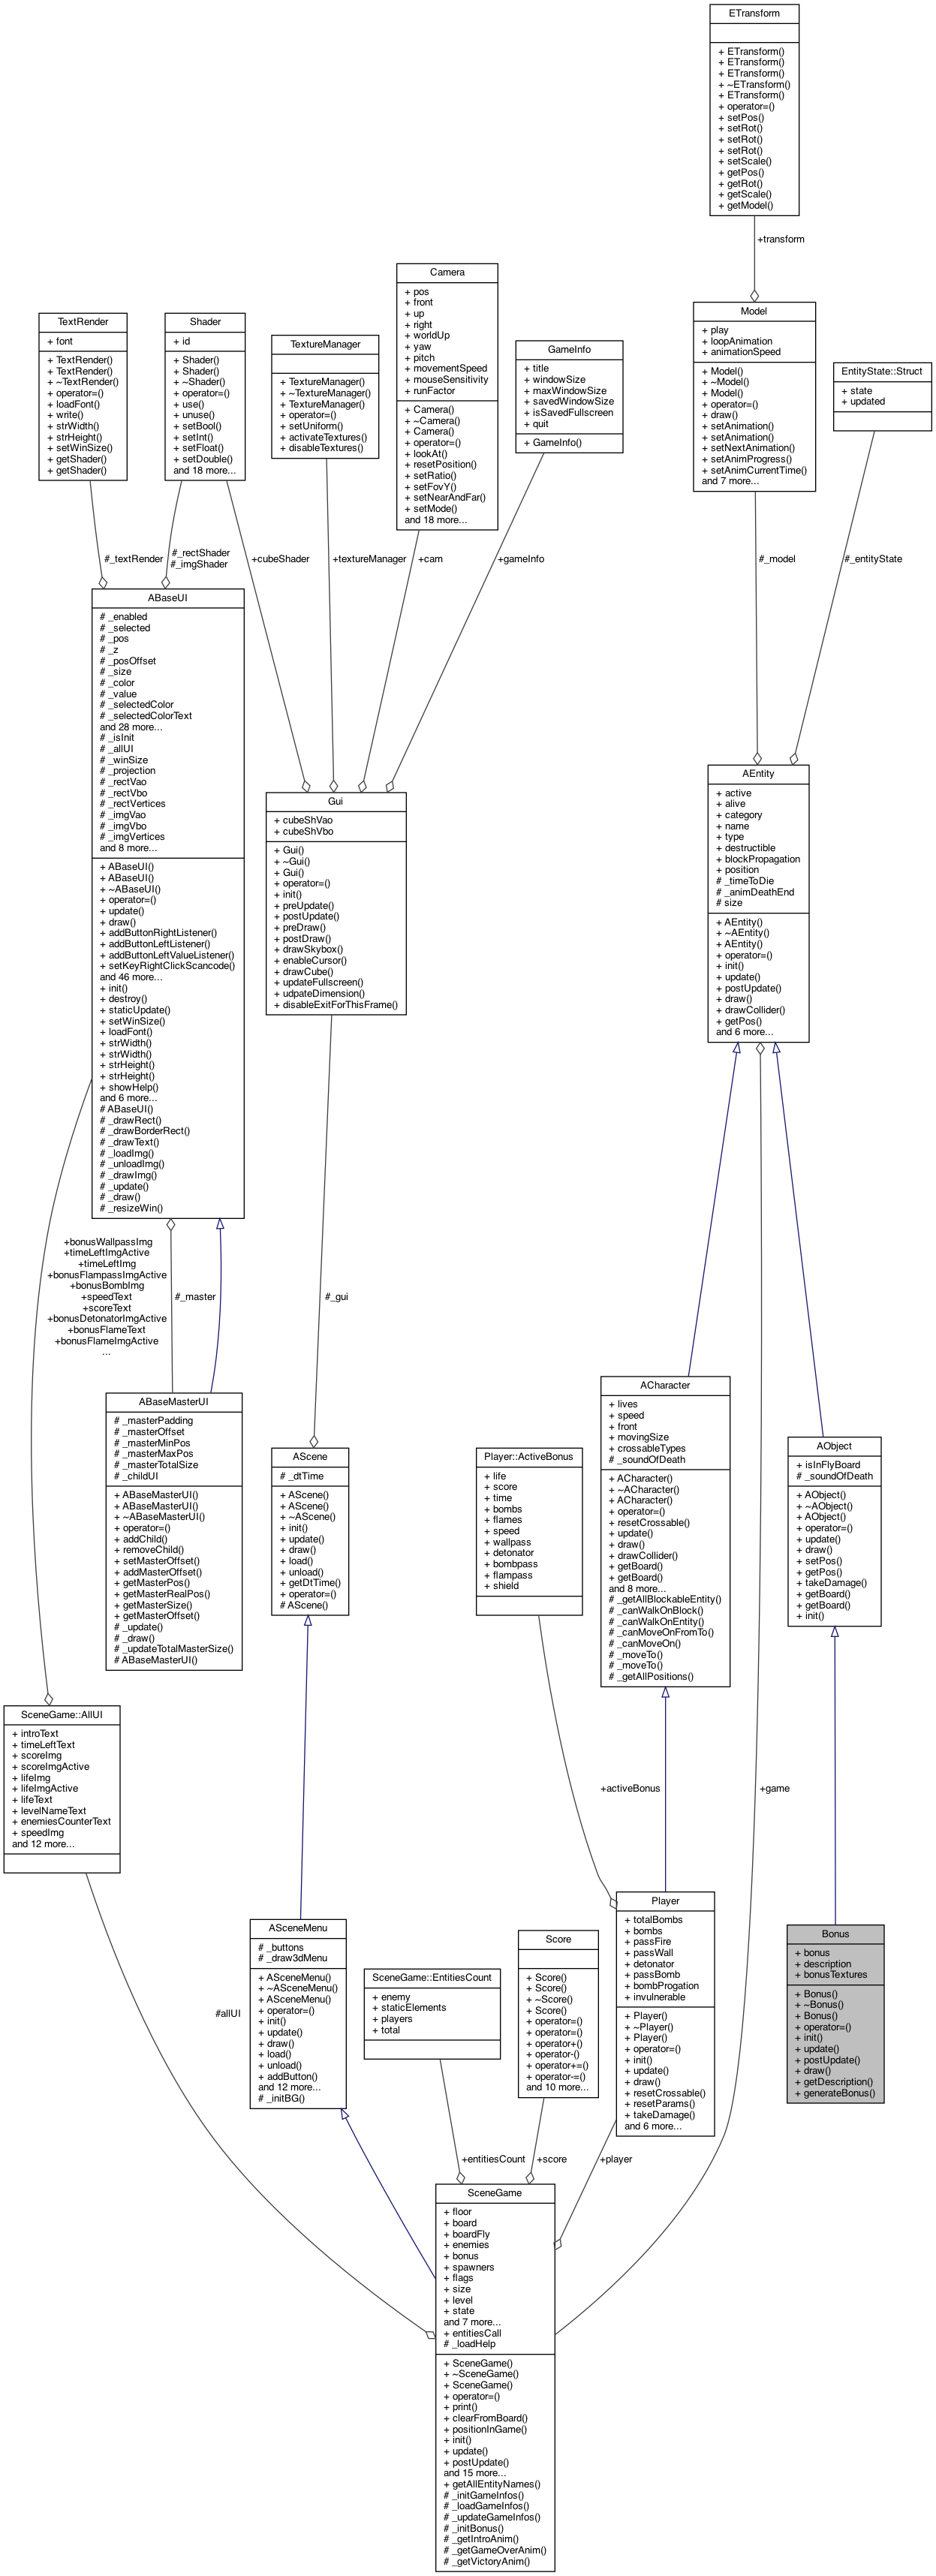 ETransform
+ ETransform()
+ ETransform()
+ ETransform()
+ ~ETransform()
+ ETransform()
+ operator=()
+ setPos()
+ setRot()
+ setRot()
+ setRot()
+ setScale()
+ getPos()
+ getRot()
+ getScale()
+ getModel()
+transform
Camera
+ pos
+ front
+ up
+ right
+ worldUp
+ yaw
+ pitch
+ movementSpeed
+ mouseSensitivity
+ runFactor
+ Camera()
+ ~Camera()
+ Camera()
+ operator=()
+ lookAt()
+ resetPosition()
+ setRatio()
+ setFovY()
+ setNearAndFar()
+ setMode()
and 18 more...
Model
+ play
+ loopAnimation
+ animationSpeed
+ Model()
+ ~Model()
+ Model()
+ operator=()
+ draw()
+ setAnimation()
+ setAnimation()
+ setNextAnimation()
+ setAnimProgress()
+ setAnimCurrentTime()
and 7 more...
TextRender
+ font
+ TextRender()
+ TextRender()
+ ~TextRender()
+ operator=()
+ loadFont()
+ write()
+ strWidth()
+ strHeight()
+ setWinSize()
+ getShader()
+ getShader()
Shader
+ id
+ Shader()
+ Shader()
+ ~Shader()
+ operator=()
+ use()
+ unuse()
+ setBool()
+ setInt()
+ setFloat()
+ setDouble()
and 18 more...
TextureManager
+ TextureManager()
+ ~TextureManager()
+ TextureManager()
+ operator=()
+ setUniform()
+ activateTextures()
+ disableTextures()
GameInfo
+ title
+ windowSize
+ maxWindowSize
+ savedWindowSize
+ isSavedFullscreen
+ quit
+ GameInfo()
EntityState::Struct
+ state
+ updated
#_textRender
#_rectShader
#_imgShader
+cubeShader
+textureManager
+cam
+gameInfo
#_model
#_entityState
ABaseUI
# _enabled
# _selected
# _pos
# _z
# _posOffset
# _size
# _color
# _value
# _selectedColor
# _selectedColorText
and 28 more...
# _isInit
# _allUI
# _winSize
# _projection
# _rectVao
# _rectVbo
# _rectVertices
# _imgVao
# _imgVbo
# _imgVertices
and 8 more...
+ ABaseUI()
+ ABaseUI()
+ ~ABaseUI()
+ operator=()
+ update()
+ draw()
+ addButtonRightListener()
+ addButtonLeftListener()
+ addButtonLeftValueListener()
+ setKeyRightClickScancode()
and 46 more...
+ init()
+ destroy()
+ staticUpdate()
+ setWinSize()
+ loadFont()
+ strWidth()
+ strWidth()
+ strHeight()
+ strHeight()
+ showHelp()
and 6 more...
# ABaseUI()
# _drawRect()
# _drawBorderRect()
# _drawText()
# _loadImg()
# _unloadImg()
# _drawImg()
# _update()
# _draw()
# _resizeWin()
Gui
+ cubeShVao
+ cubeShVbo
+ Gui()
+ ~Gui()
+ Gui()
+ operator=()
+ init()
+ preUpdate()
+ postUpdate()
+ preDraw()
+ postDraw()
+ drawSkybox()
+ enableCursor()
+ drawCube()
+ updateFullscreen()
+ udpateDimension()
+ disableExitForThisFrame()
AEntity
+ active
+ alive
+ category
+ name
+ type
+ destructible
+ blockPropagation
+ position
# _timeToDie
# _animDeathEnd
# size
+ AEntity()
+ ~AEntity()
+ AEntity()
+ operator=()
+ init()
+ update()
+ postUpdate()
+ draw()
+ drawCollider()
+ getPos()
and 6 more...
+bonusWallpassImg
+timeLeftImgActive
+timeLeftImg
+bonusFlampassImgActive
+bonusBombImg
+speedText
+scoreText
+bonusDetonatorImgActive
+bonusFlameText
+bonusFlameImgActive
...
#_master
#_gui
ABaseMasterUI
# _masterPadding
# _masterOffset
# _masterMinPos
# _masterMaxPos
# _masterTotalSize
# _childUI
+ ABaseMasterUI()
+ ABaseMasterUI()
+ ~ABaseMasterUI()
+ operator=()
+ addChild()
+ removeChild()
+ setMasterOffset()
+ addMasterOffset()
+ getMasterPos()
+ getMasterRealPos()
+ getMasterSize()
+ getMasterOffset()
# _update()
# _draw()
# _updateTotalMasterSize()
# ABaseMasterUI()
AScene
# _dtTime
+ AScene()
+ AScene()
+ ~AScene()
+ init()
+ update()
+ draw()
+ load()
+ unload()
+ getDtTime()
+ operator=()
# AScene()
Player::ActiveBonus
+ life
+ score
+ time
+ bombs
+ flames
+ speed
+ wallpass
+ detonator
+ bombpass
+ flampass
+ shield
ACharacter
+ lives
+ speed
+ front
+ movingSize
+ crossableTypes
# _soundOfDeath
+ ACharacter()
+ ~ACharacter()
+ ACharacter()
+ operator=()
+ resetCrossable()
+ update()
+ draw()
+ drawCollider()
+ getBoard()
+ getBoard()
and 8 more...
# _getAllBlockableEntity()
# _canWalkOnBlock()
# _canWalkOnEntity()
# _canMoveOnFromTo()
# _canMoveOn()
# _moveTo()
# _moveTo()
# _getAllPositions()
AObject
+ isInFlyBoard
# _soundOfDeath
+ AObject()
+ ~AObject()
+ AObject()
+ operator=()
+ update()
+ draw()
+ setPos()
+ getPos()
+ takeDamage()
+ getBoard()
+ getBoard()
+ init()
SceneGame::AllUI
+ introText
+ timeLeftText
+ scoreImg
+ scoreImgActive
+ lifeImg
+ lifeImgActive
+ lifeText
+ levelNameText
+ enemiesCounterText
+ speedImg
and 12 more...
+activeBonus
+game
ASceneMenu
# _buttons
# _draw3dMenu
+ ASceneMenu()
+ ~ASceneMenu()
+ ASceneMenu()
+ operator=()
+ init()
+ update()
+ draw()
+ load()
+ unload()
+ addButton()
and 12 more...
# _initBG()
SceneGame::EntitiesCount
+ enemy
+ staticElements
+ players
+ total
Score
+ Score()
+ Score()
+ ~Score()
+ Score()
+ operator=()
+ operator=()
+ operator+()
+ operator-()
+ operator+=()
+ operator-=()
and 10 more...
Player
+ totalBombs
+ bombs
+ passFire
+ passWall
+ detonator
+ passBomb
+ bombProgation
+ invulnerable
+ Player()
+ ~Player()
+ Player()
+ operator=()
+ init()
+ update()
+ draw()
+ resetCrossable()
+ resetParams()
+ takeDamage()
and 6 more...
Bonus
+ bonus
+ description
+ bonusTextures
+ Bonus()
+ ~Bonus()
+ Bonus()
+ operator=()
+ init()
+ update()
+ postUpdate()
+ draw()
+ getDescription()
+ generateBonus()
#allUI
+entitiesCount
+score
+player
SceneGame
+ floor
+ board
+ boardFly
+ enemies
+ bonus
+ spawners
+ flags
+ size
+ level
+ state
and 7 more...
+ entitiesCall
# _loadHelp
+ SceneGame()
+ ~SceneGame()
+ SceneGame()
+ operator=()
+ print()
+ clearFromBoard()
+ positionInGame()
+ init()
+ update()
+ postUpdate()
and 15 more...
+ getAllEntityNames()
# _initGameInfos()
# _loadGameInfos()
# _updateGameInfos()
# _initBonus()
# _getIntroAnim()
# _getGameOverAnim()
# _getVictoryAnim()